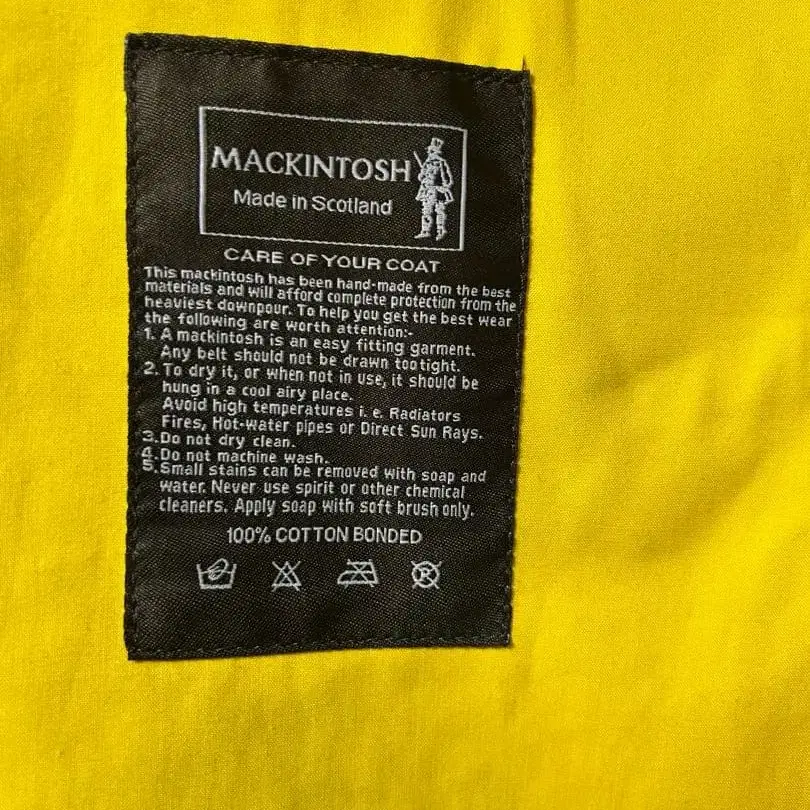 MACKINTOSH
Made in Scotland
CARE OF YOUR COAT
This mackintosh has been hand-made from the best
materials and will afford complete protection from the
heaviest downpour. To help you get the best wear
the following are worth attention:-
1. A mackintosh is an easy fitting garment.
Any belt should not be drawn too tight.
2. To dry it, or when not in use, it should be
hung in a cool airy place.
Avoid high temperatures i. e. Radiators
Fires, Hot-water pipes or Direct Sun Rays.
3. Do not dry clean.
4. Do not machine wash.
5. Small stains can be removed with soap and
water. Never use spirit or other chemical
cleaners. Apply soap with soft brush only.
100% COTTON BONDED